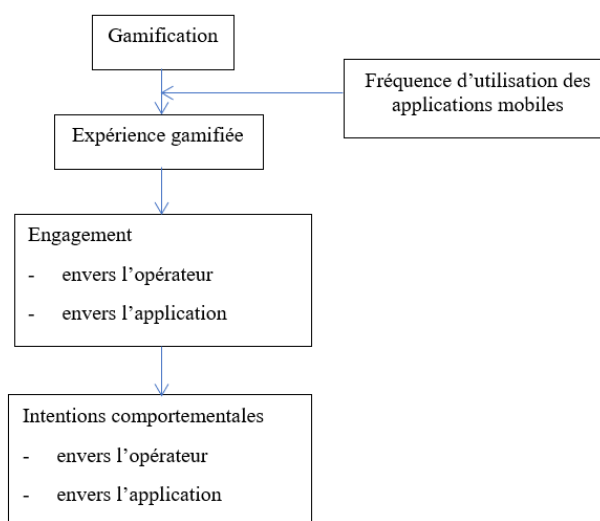 Gamification
Fréquence d’utilisation des
applications mobiles
Expérience gamifiée
Engagement
- envers l’opérateur
- envers l’application
Intentions comportementales
- envers l’opérateur
- envers l’application